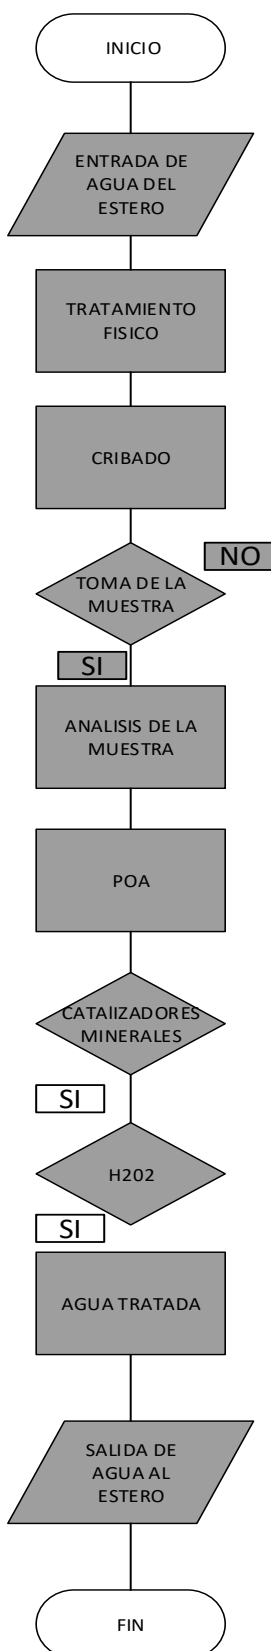 INICIO
ENTRADA DE
AGUA DEL
ESTERO
TRATAMIENTO
FISICO
CRIBADO
NO
TOMA DE LA
MUESTRA
SI
ANALISIS DE LA
MUESTRA
POA
CATAlIZADORES
MINERALES
SI
H202
SI
AGUA TRATADA
SALIDA DE
AGUA AL
ESTERO
FIN